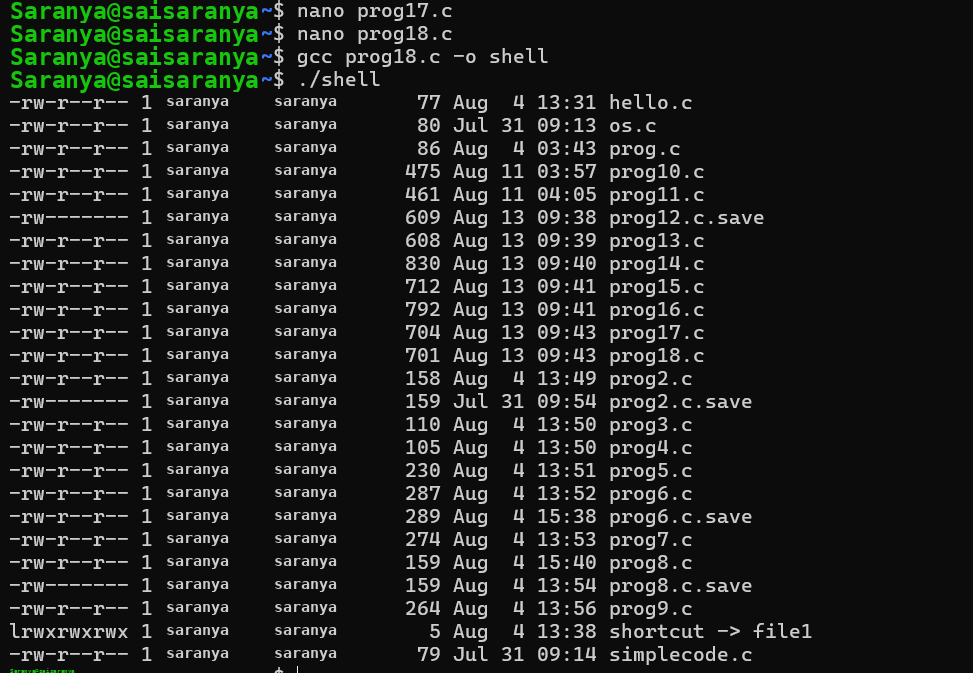 Saranya@saisaranya~$ nano prog17.c
Saranya@saisaranya~$ nano prog18.c
Saranya@saisaranya~$ gcc prog18.c -o shell
Saranya@saisaranya~$ ./shell
-rw-r--r-- 1 saranya saranya 77 Aug 4 13:31 hello.c
-rw-r--r-- 1 saranya saranya 80 Jul 31 09:13 os.c
-rw-r--r-- 1 saranya saranya 86 Aug 4 03:43 prog.c
-rw-r--r-- 1 saranya saranya 475 Aug 11 03:57 prog10.c
-rw-r--r-- 1 saranya saranya 461 Aug 11 04:05 prog11.c
-rw------- 1 saranya saranya 609 Aug 13 09:38 prog12.c.save
-rw-r--r-- 1 saranya saranya 608 Aug 13 09:39 prog13.c
-rw-r--r-- 1 saranya saranya 830 Aug 13 09:40 prog14.c
-rw-r--r-- 1 saranya saranya 712 Aug 13 09:41 prog15.c
-rw-r--r-- 1 saranya saranya 792 Aug 13 09:41 prog16.c
-rw-r--r-- 1 saranya saranya 704 Aug 13 09:43 prog17.c
-rw-r--r-- 1 saranya saranya 701 Aug 13 09:43 prog18.c
-rw-r--r-- 1 saranya saranya 158 Aug 4 13:49 prog2.c
-rw------- 1 saranya saranya 159 Jul 31 09:54 prog2.c.save
-rw-r--r-- 1 saranya saranya 110 Aug 4 13:50 prog3.c
-rw-r--r-- 1 saranya saranya 105 Aug 4 13:50 prog4.c
-rw-r--r-- 1 saranya saranya 230 Aug 4 13:51 prog5.c
-rw-r--r-- 1 saranya saranya 287 Aug 4 13:52 prog6.c
-rw-r--r-- 1 saranya saranya 289 Aug 4 15:38 prog6.c.save
-rw-r--r-- 1 saranya saranya 274 Aug 4 13:53 prog7.c
-rw-r--r-- 1 saranya saranya 159 Aug 4 15:40 prog8.c
-rw------- 1 saranya saranya 159 Aug 4 13:54 prog8.c.save
-rw-r--r-- 1 saranya saranya 264 Aug 4 13:56 prog9.c
lrwxrwxrwx 1 saranya saranya 5 Aug 4 13:38 shortcut -> file1
-rw-r--r-- 1 saranya saranya 79 Jul 31 09:14 simplecode.c